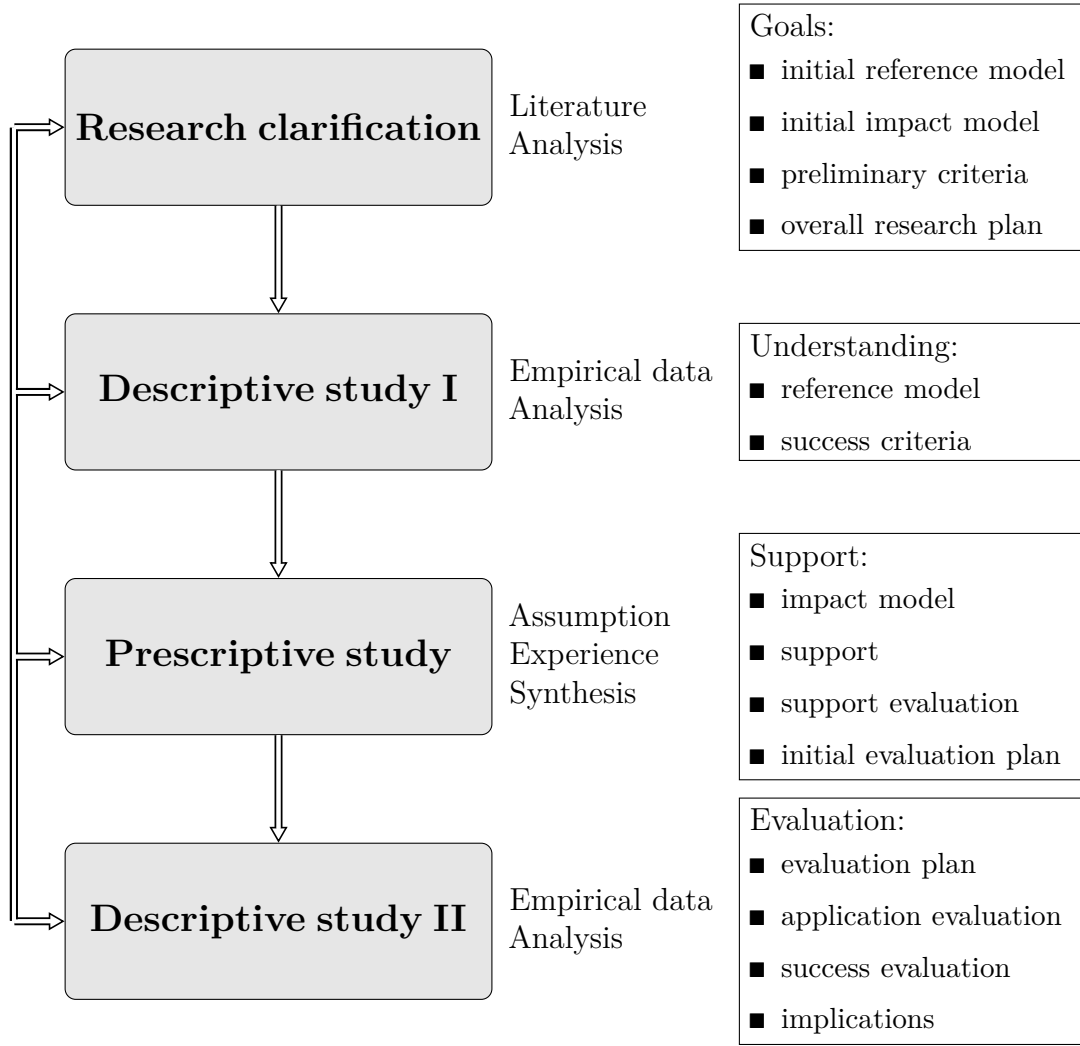 Research clarification
Literature
Analysis
Goals:
■ initial reference model
■ initial impact model
■ preliminary criteria
■ overall research plan
Descriptive study I
Empirical data
Analysis
Understanding:
■ reference model
■ success criteria
Prescriptive study
Assumption
Experience
Synthesis
Support:
■ impact model
■ support
■ support evaluation
■ initial evaluation plan
Descriptive study II
Empirical data
Analysis
Evaluation:
■ evaluation plan
■ application evaluation
■ success evaluation
■ implications